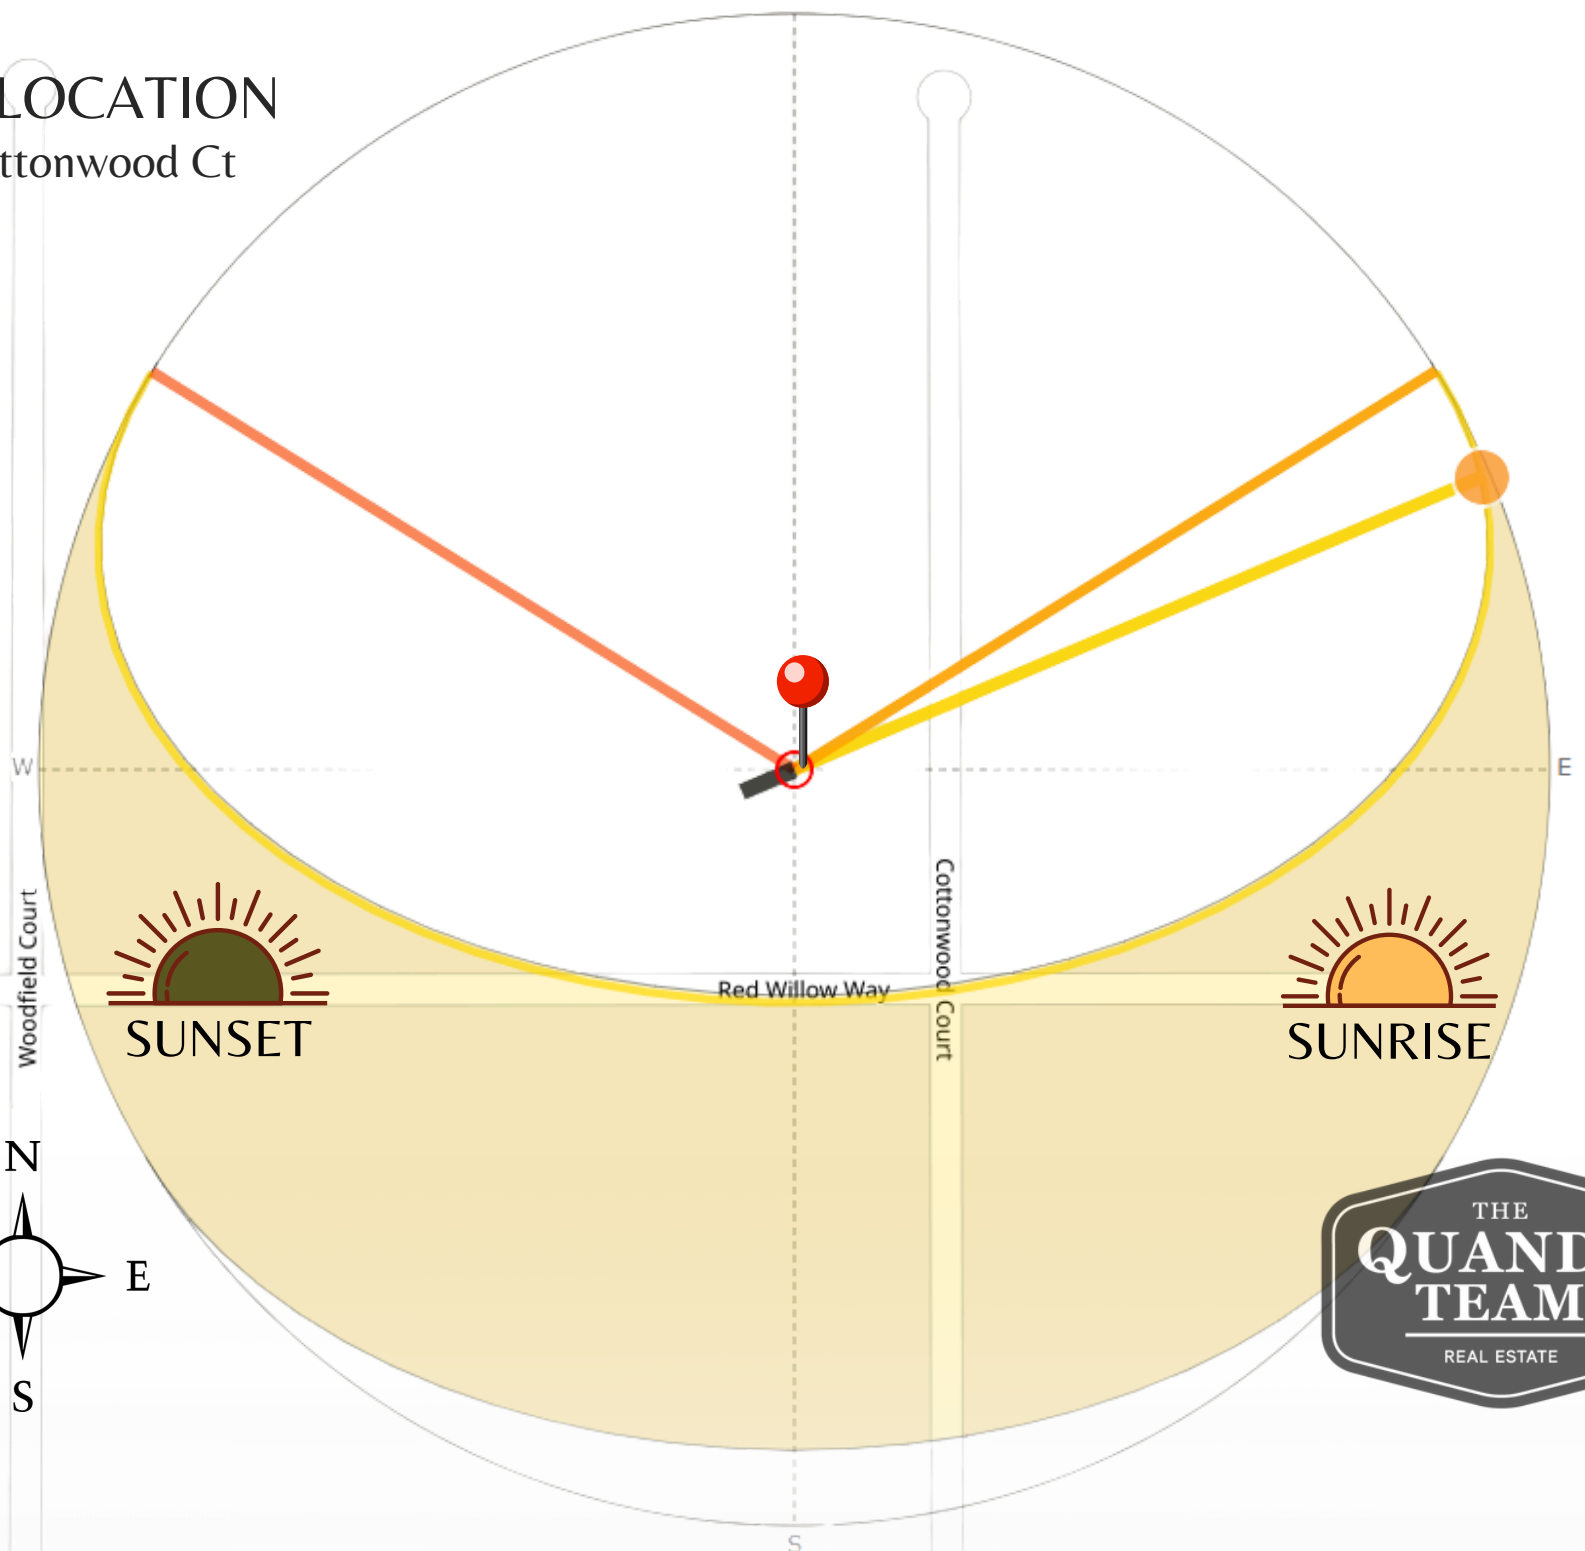 LOCATION
ttonwood Ct
W
E
Woodfield Court
Cottonwood Court
Red Willow Way
SUNSET
SUNRISE
N
E
S
THE
QUAND
TEAM
REAL ESTATE
S